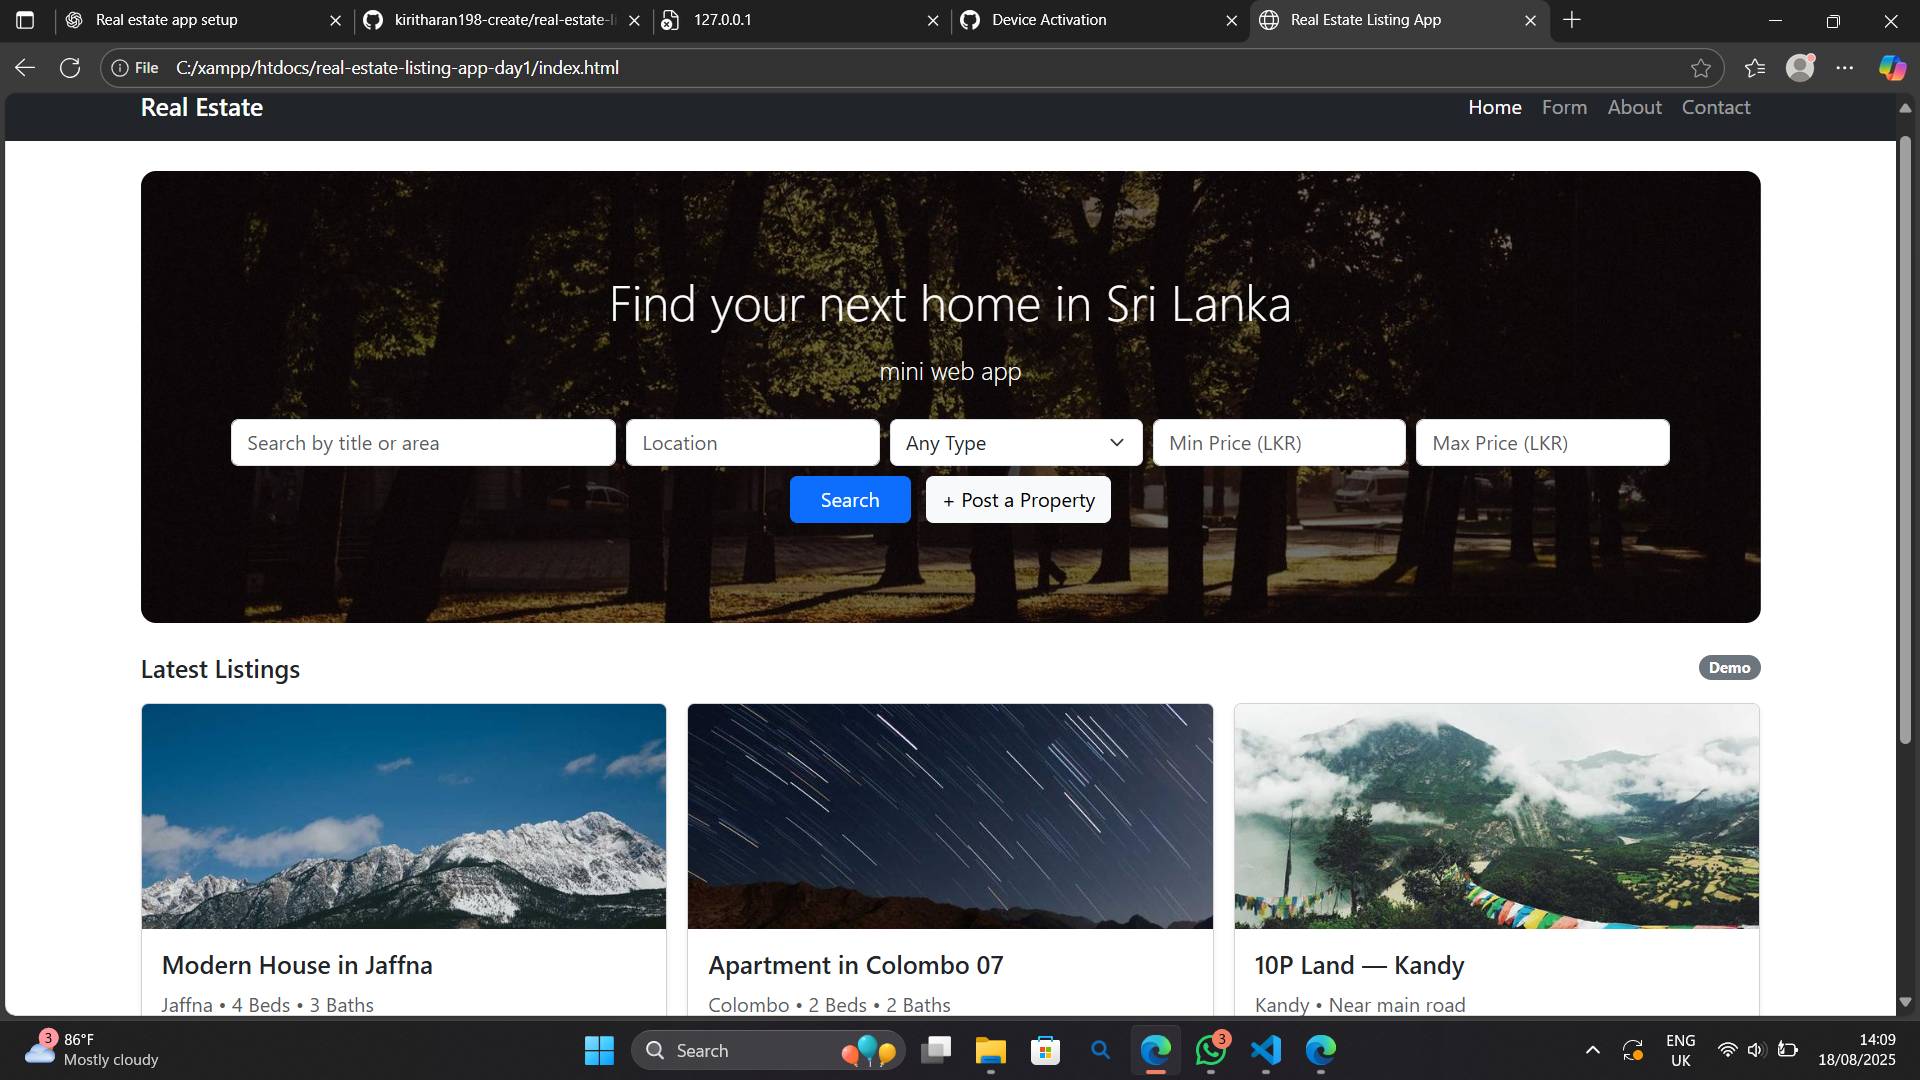 Real estate app setup
kiritharan198-create/real-estate-li
127.0.0.1
Device Activation
Real Estate Listing App
File
C:/xampp/htdocs/real-estate-listing-app-day1/index.html
Real Estate
Home
Form
About
Contact
Find your next home in Sri Lanka
mini web app
Search by title or area
Location
Any Type
Min Price (LKR)
Max Price (LKR)
Search
+ Post a Property
Latest Listings
Demo
Modern House in Jaffna
Jaffna • 4 Beds • 3 Baths
Apartment in Colombo 07
Colombo • 2 Beds • 2 Baths
10P Land — Kandy
Kandy • Near main road
3
86°F
Mostly cloudy
Search
3
ENG
UK
14:09
18/08/2025